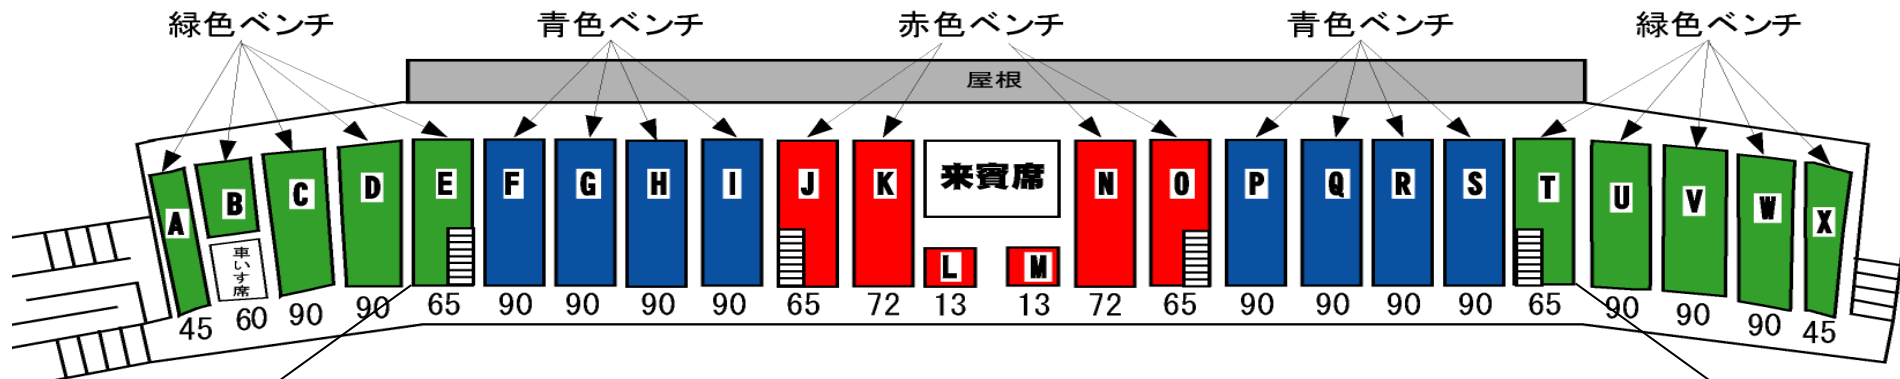 緑色ベンチ 青色ベンチ 赤色ベンチ 青色ベンチ 緑色ベンチ
屋根
A B C D E F G H I J K 来賓席 N O P Q R S T U V W X
車いす席
L M
45 60 90 90 65 90 90 90 90 65 72 13 13 72 65 90 90 90 90 65 90 90 90 45